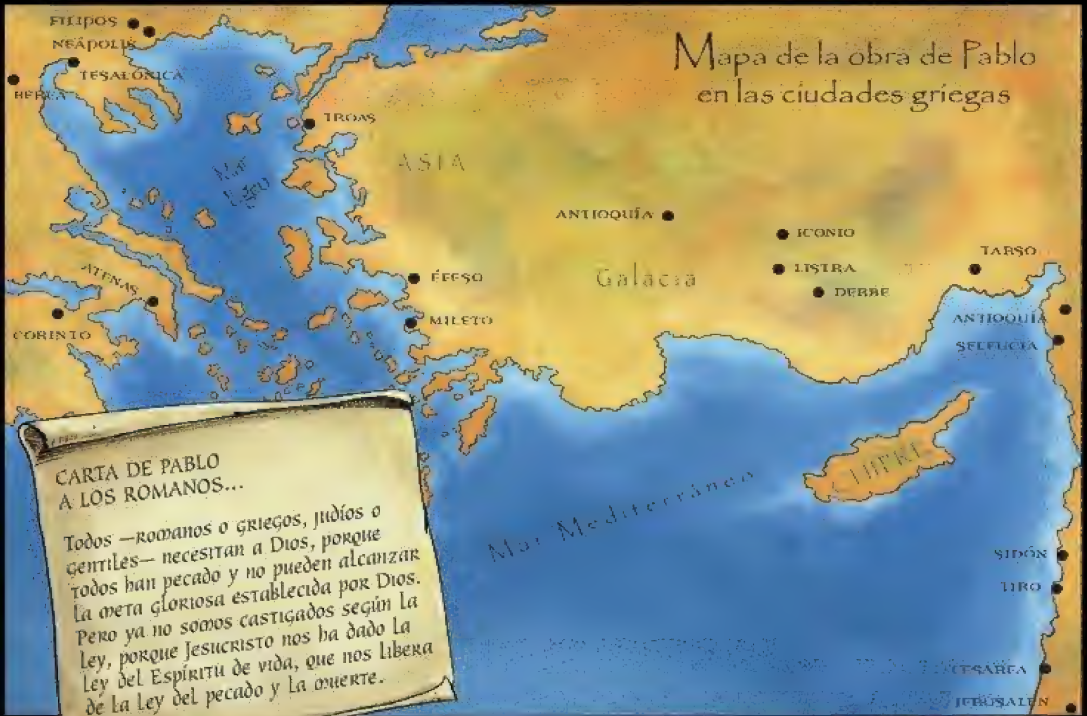 Mapa de la obra de Pablo
en las ciudades griegas
FILIPOS
NEÁPOLIS
TESALÓNICA
BEREA
TROAS
Mar
Egeo
ASIA
ANTIOQUÍA
ICONIO
LISTRA
DERBE
TARSO
Galacia
ÉFESO
ATENAS
MILETO
CORINTO
ANTIOQUÍA
SELEUCIA
CHIPRE
Mar Mediterráneo
SIDÓN
TIRO
CESAREA
JERUSALÉN
CARTA DE PABLO
A LOS ROMANOS...
Todos —romanos o griegos, judíos o
gentiles— necesitan a Dios, porque
todos han pecado y no pueden alcanzar
la meta gloriosa establecida por Dios.
Pero ya no somos castigados según la
Ley, porque Jesucristo nos ha dado la
Ley del Espíritu de vida, que nos libera
de la Ley del pecado y la muerte.